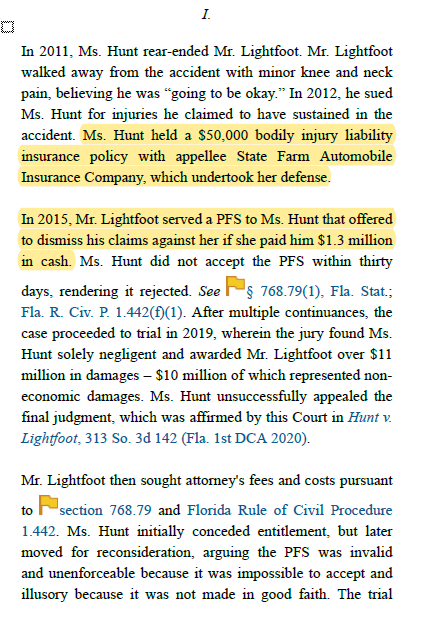 I.
In 2011, Ms. Hunt rear-ended Mr. Lightfoot. Mr. Lightfoot
walked away from the accident with minor knee and neck
pain, believing he was “going to be okay.” In 2012, he sued
Ms. Hunt for injuries he claimed to have sustained in the
accident. Ms. Hunt held a $50,000 bodily injury liability
insurance policy with appellee State Farm Automobile
Insurance Company, which undertook her defense.
In 2015, Mr. Lightfoot served a PFS to Ms. Hunt that offered
to dismiss his claims against her if she paid him $1.3 million
in cash. Ms. Hunt did not accept the PFS within thirty
days, rendering it rejected. See § 768.79(1), Fla. Stat.;
Fla. R. Civ. P. 1.442(f)(1). After multiple continuances, the
case proceeded to trial in 2019, wherein the jury found Ms.
Hunt solely negligent and awarded Mr. Lightfoot over $11
million in damages – $10 million of which represented non-
economic damages. Ms. Hunt unsuccessfully appealed the
final judgment, which was affirmed by this Court in Hunt v.
Lightfoot, 313 So. 3d 142 (Fla. 1st DCA 2020).
Mr. Lightfoot then sought attorney's fees and costs pursuant
to section 768.79 and Florida Rule of Civil Procedure
1.442. Ms. Hunt initially conceded entitlement, but later
moved for reconsideration, arguing the PFS was invalid
and unenforceable because it was impossible to accept and
illusory because it was not made in good faith. The trial